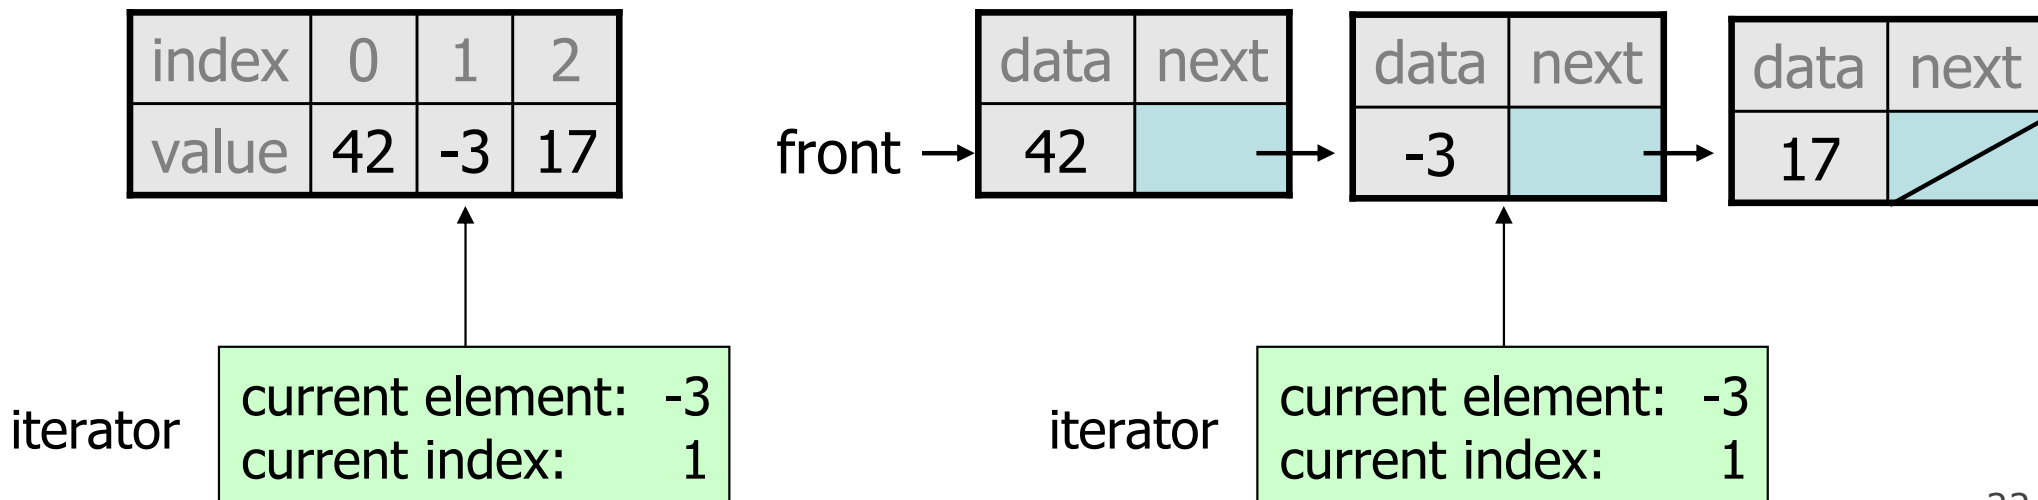 index 0 1 2
value 42 -3 17
front
data next
42
data next
-3
data next
17
iterator
current element: -3
current index: 1
iterator
current element: -3
current index: 1